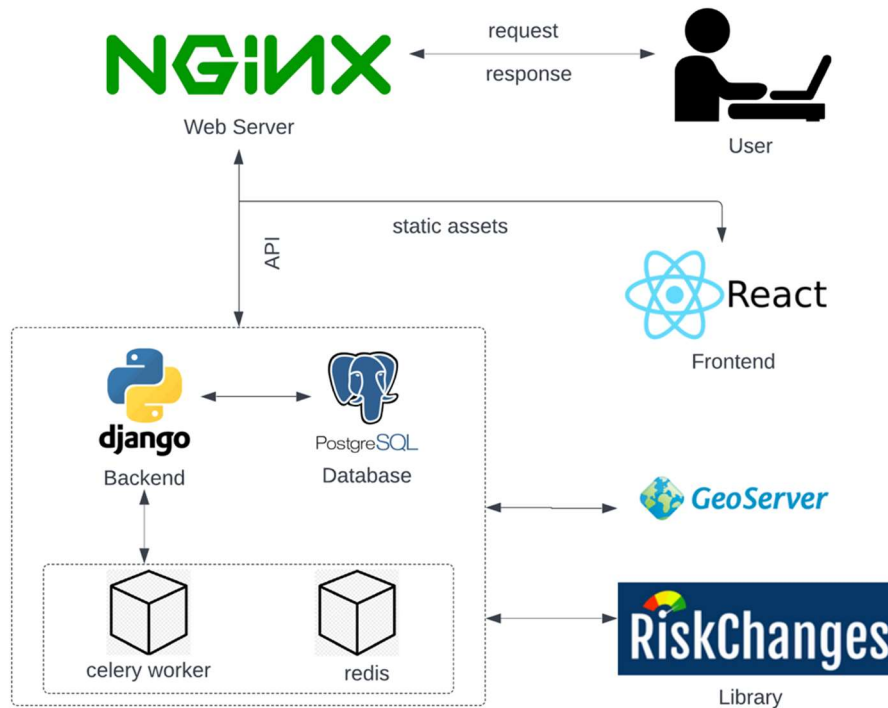 NGiNX
request
response
Web Server
User
static assets
API
React
Frontend
django
PostgreSQL
Backend
Database
GeoServer
celery worker
redis
RiskChanges
Library